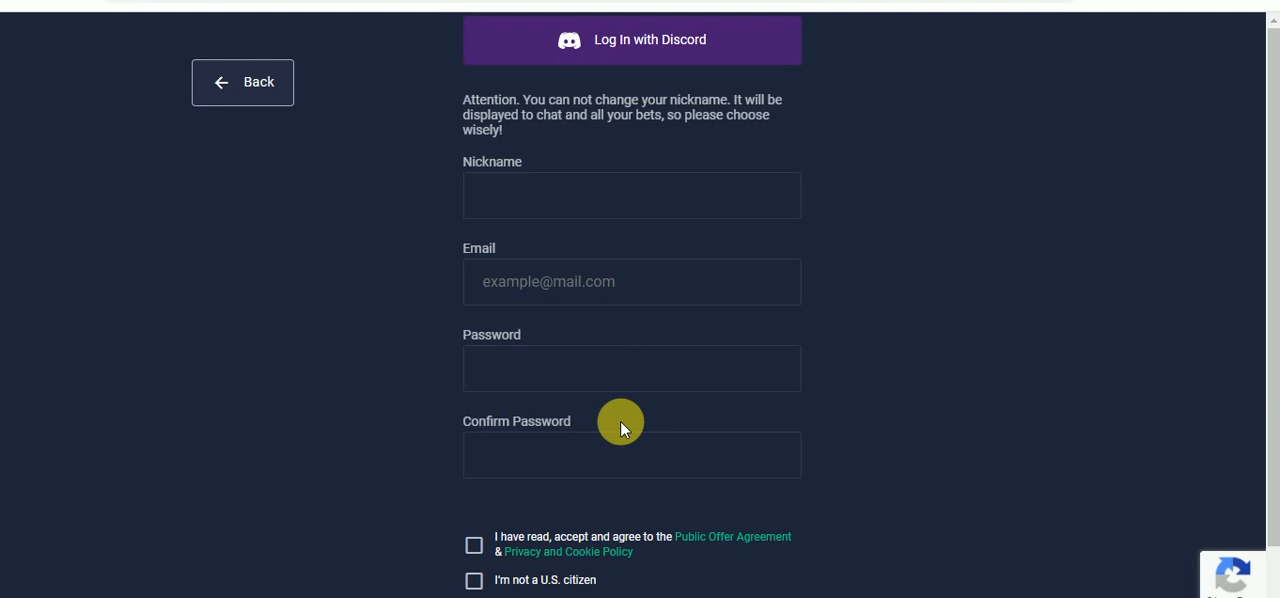 Log In with Discord
Back
Attention. You can not change your nickname. It will be
displayed to chat and all your bets, so please choose
wisely!
Nickname
Email
example@mail.com
Password
Confirm Password
I have read, accept and agree to the Public Offer Agreement
& Privacy and Cookie Policy
I'm not a U.S. citizen